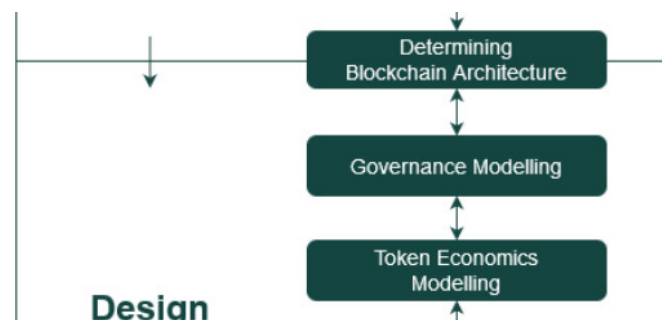 Determining
Blockchain Architecture
Governance Modelling
Token Economics
Modelling
Design